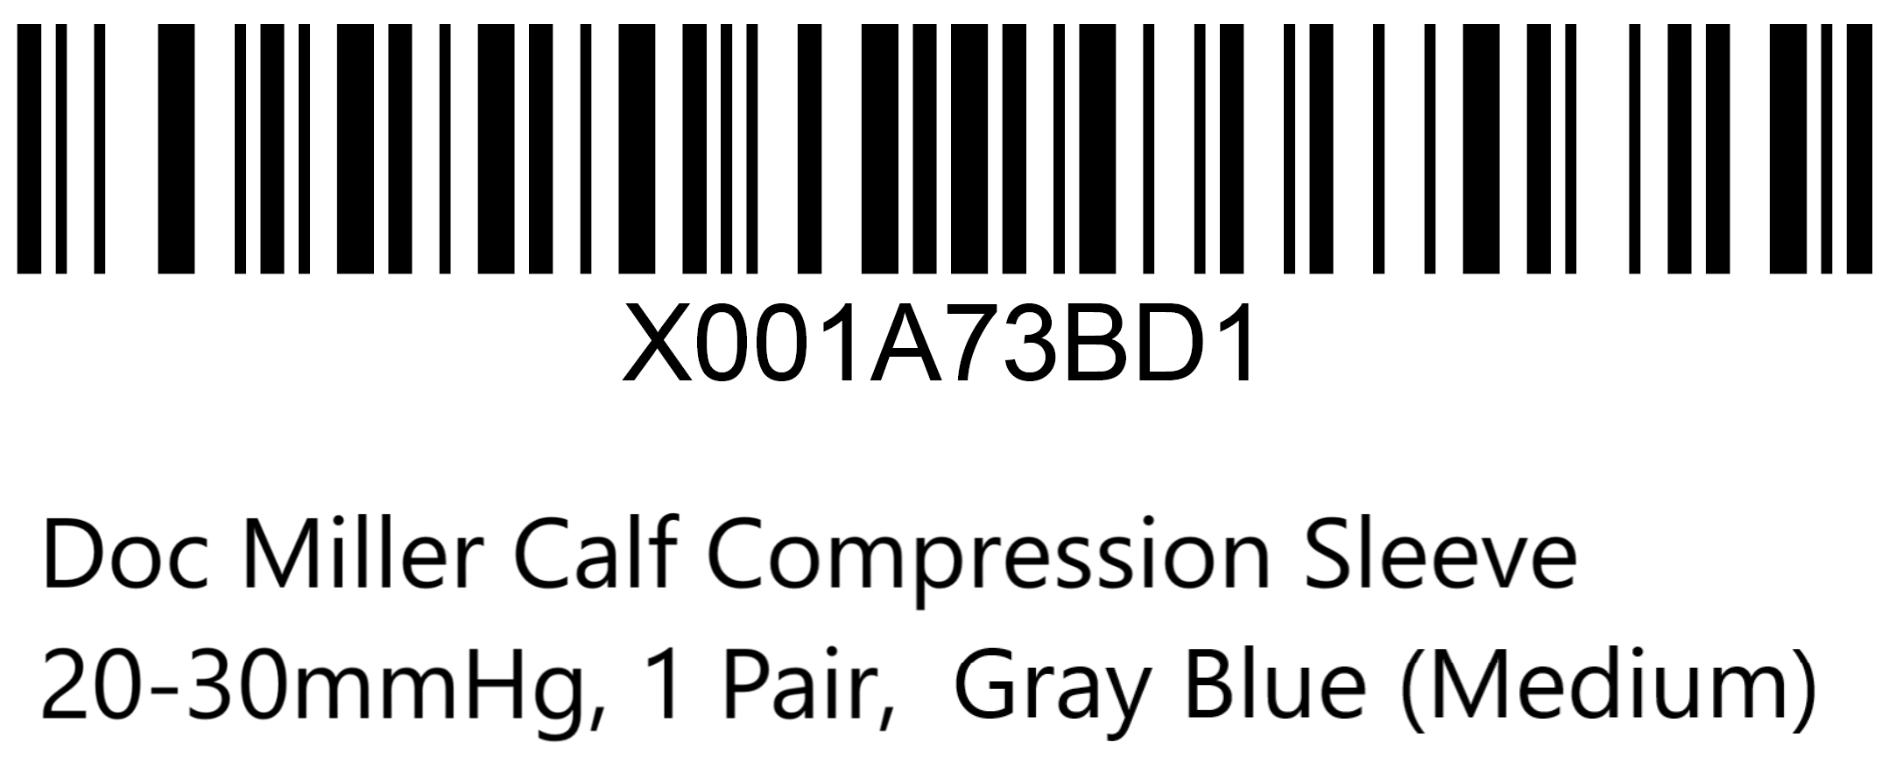 X001A73BD1
Doc Miller Calf Compression Sleeve
20-30mmHg, 1 Pair,  Gray Blue (Medium)